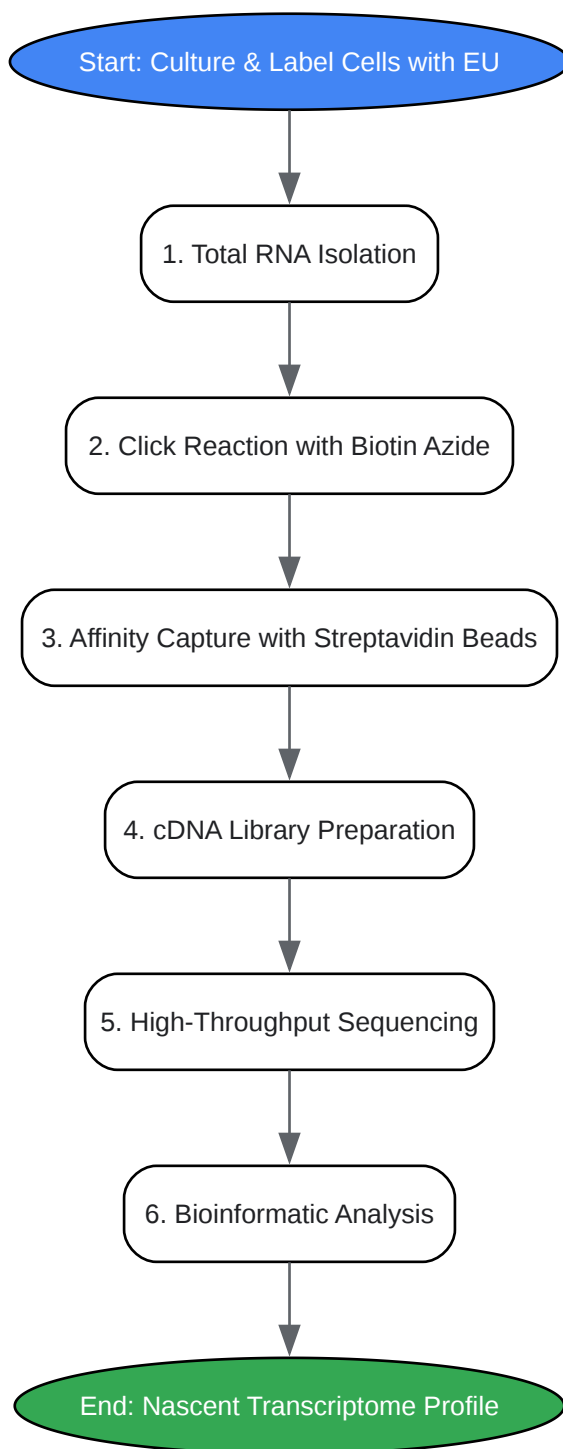 Start: Culture & Label Cells with EU
1. Total RNA Isolation
2. Click Reaction with Biotin Azide
3. Affinity Capture with Streptavidin Beads
4. cDNA Library Preparation
5. High-Throughput Sequencing
6. Bioinformatic Analysis
End: Nascent Transcriptome Profile